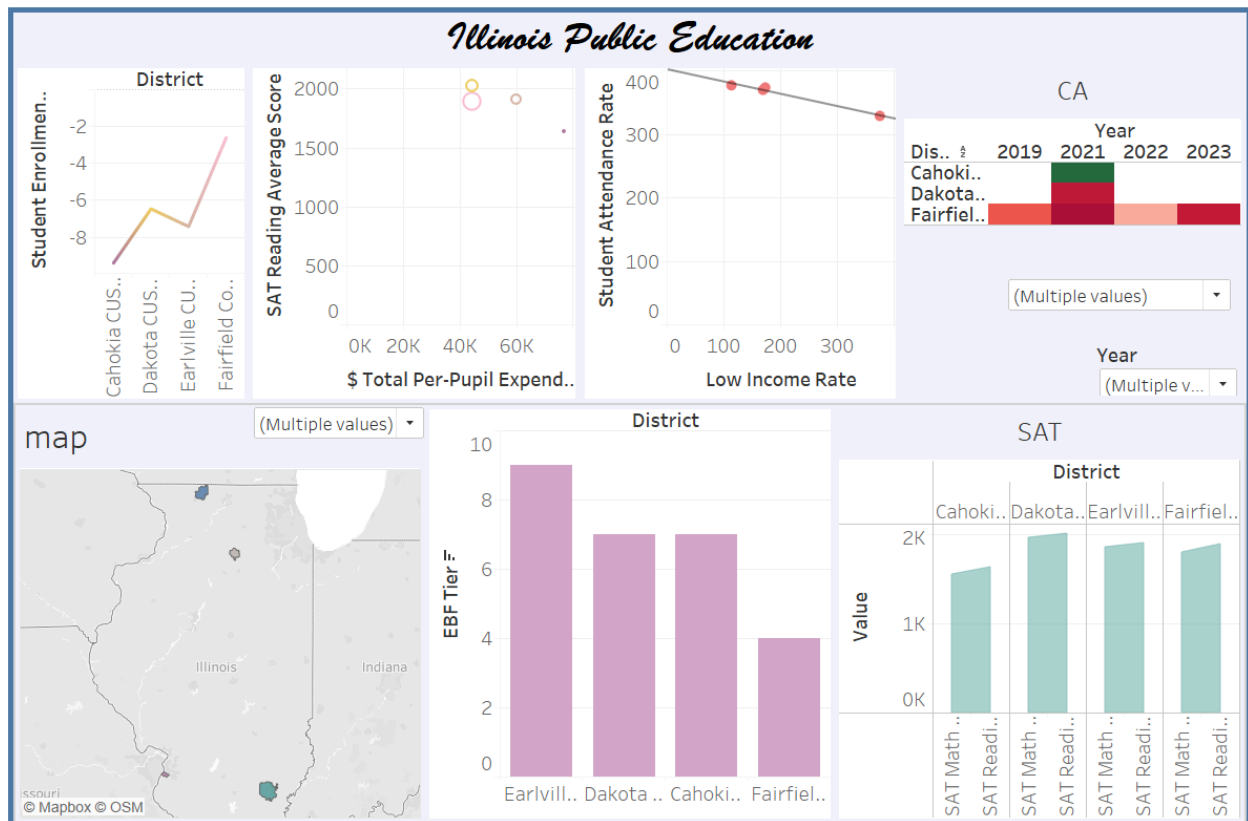 Illinois Public Education
District
Student Enrollmen..
-2
-4
-6
-8
Cahokia CUS..
Dakota CUS..
Earlville CU..
Fairfield Co..
SAT Reading Average Score
2000
1500
1000
500
0
0K 20K 40K 60K
$ Total Per-Pupil Expend..
Student Attendance Rate
400
300
200
100
0
0 100 200 300
Low Income Rate
CA
Year
Dis.. 2019 2021 2022 2023
Cahoki..
Dakota..
Fairfiel..
(Multiple values)
Year
(Multiple v...
map
(Multiple values)
Illinois
Indiana
ssouri
© Mapbox © OSM
District
EBF Tier
10
8
6
4
2
0
Earlvill.. Dakota .. Cahoki.. Fairfiel..
SAT
District
Cahoki.. Dakota.. Earlvill.. Fairfiel..
Value
2K
1K
0K
SAT Math ..
SAT Readi..
SAT Math ..
SAT Readi..
SAT Math ..
SAT Readi..
SAT Math ..
SAT Readi..